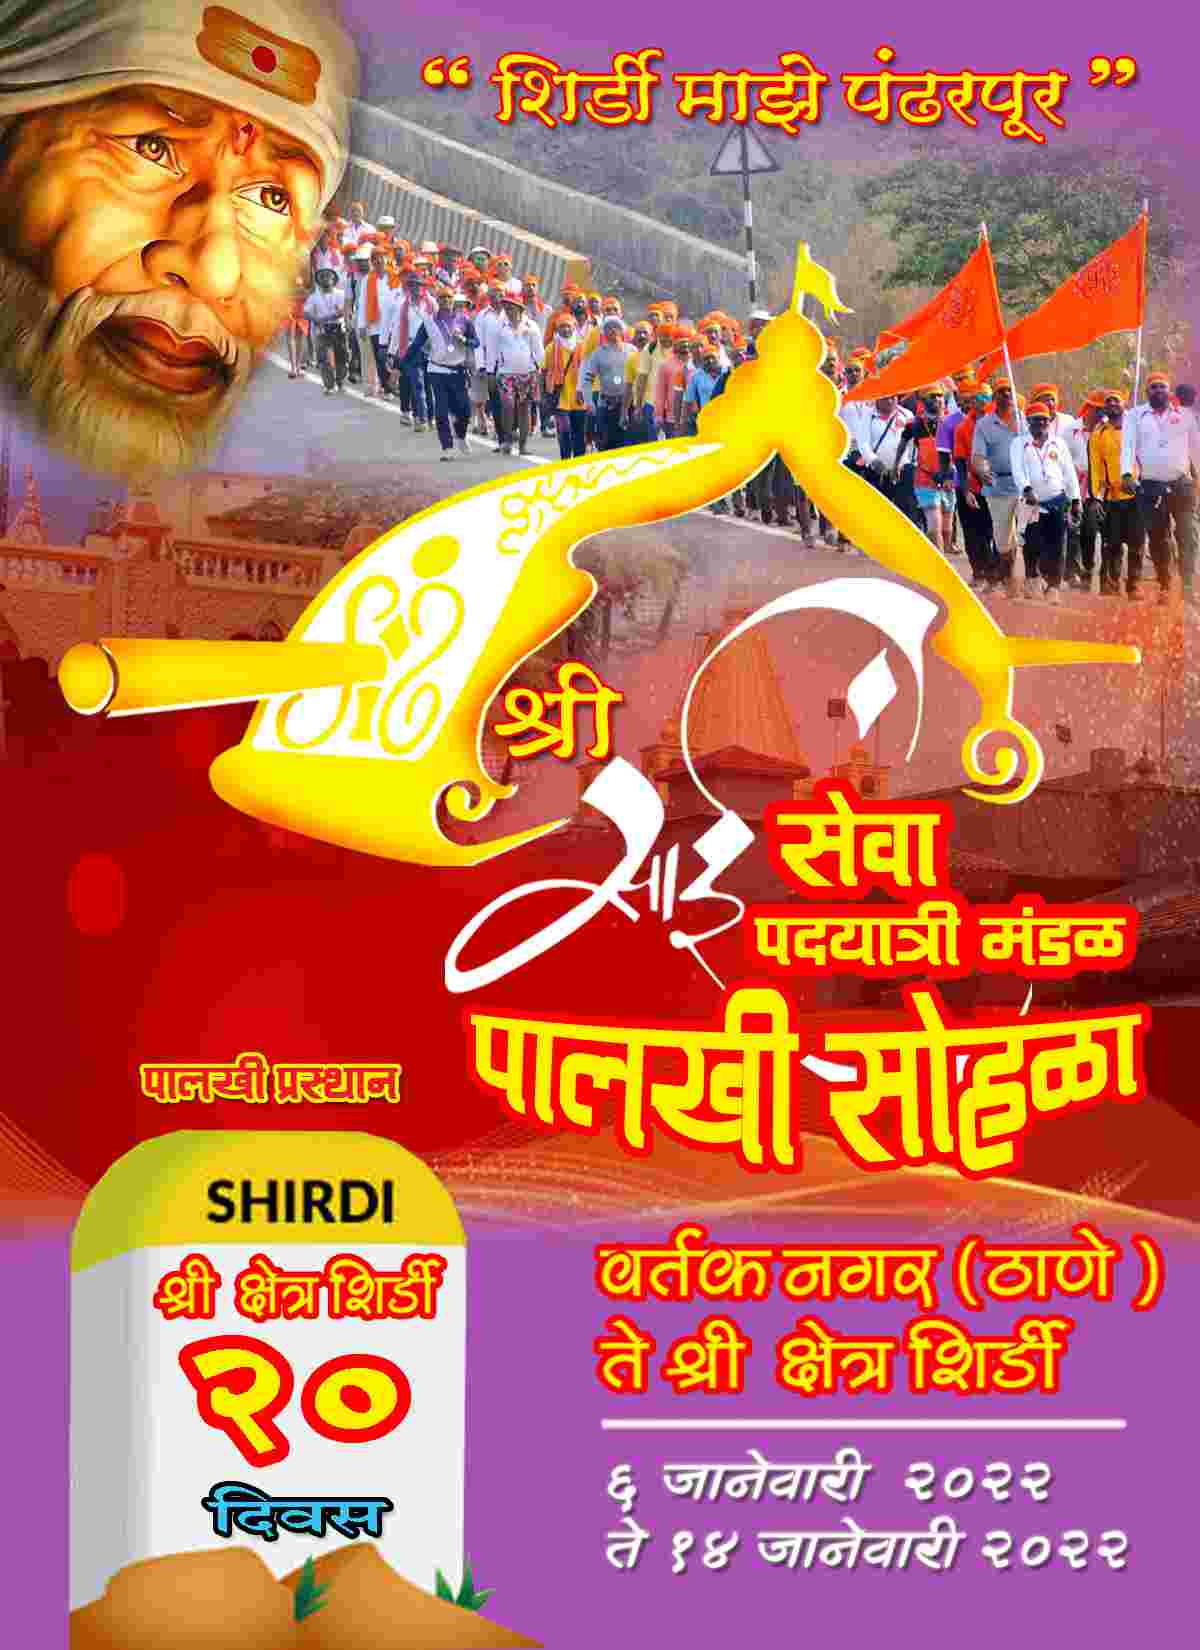 “ शिर्डी माझे पंढरपूर ”
श्री
साई
सेवा
पदयात्री मंडळ
पालखी सोहळा
पालखी प्रस्थान
SHIRDI
श्री क्षेत्र शिर्डी
२०
दिवस
वर्तक नगर (ठाणे )
ते श्री क्षेत्र शिर्डी
६ जानेवारी २०२२
ते १४ जानेवारी २०२२